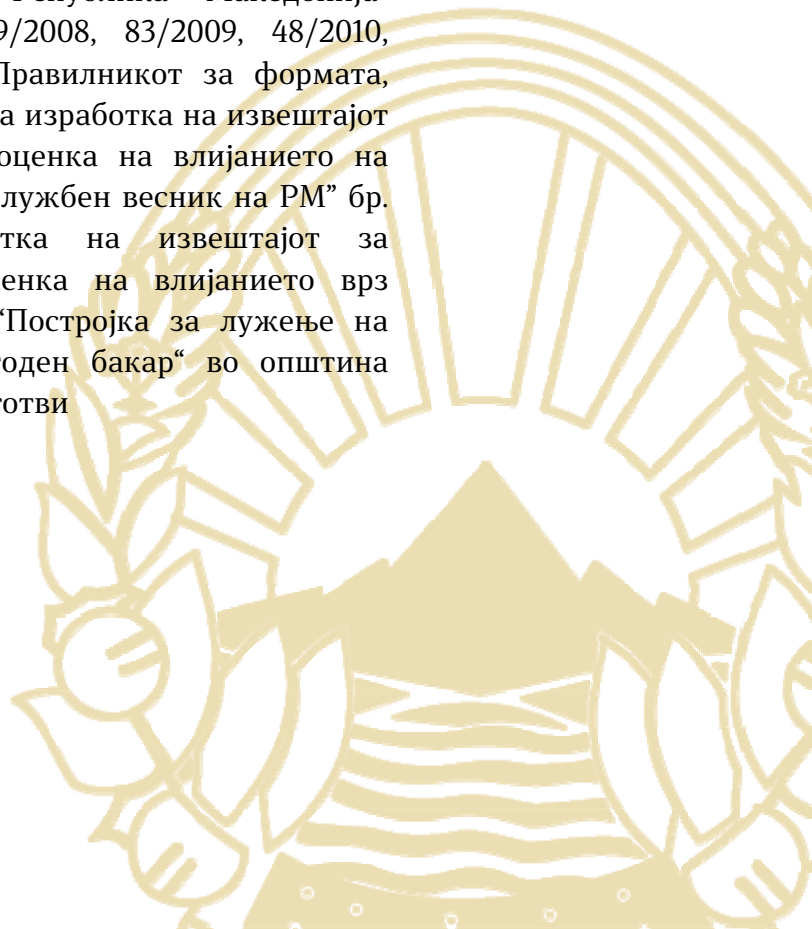 Република Македонија
9/2008, 83/2009, 48/2010,
Правилникот за формата,
а изработка на извештајот
оценка на влијанието на
лужбен весник на РМ” бр.
тка на извештајот за
енка на влијанието врз
“Постројка за лужење на
годен бакар“ во општина
готви